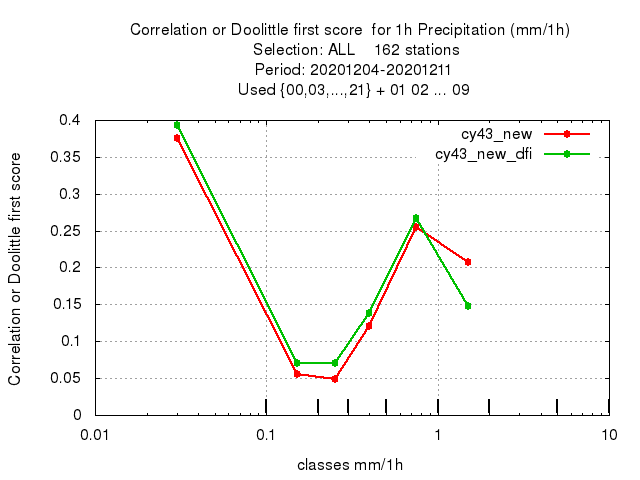 Correlation or Doolittle first score  for 1h Precipitation (mm/1h)
Selection: ALL    162 stations
Period: 20201204-20201211
Used {00,03,...,21} + 01 02 ... 09
cy43_new
cy43_new_dfi
0.4
0.35
0.3
0.25
0.2
0.15
0.1
0.05
0
Correlation or Doolittle first score
0.01
0.1
1
10
classes mm/1h